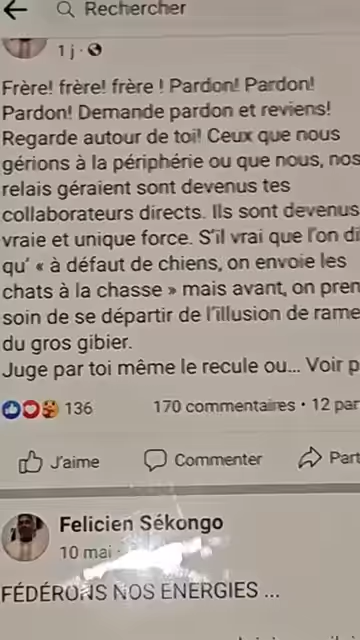 Rechercher
1 j
Frère! frère! frère ! Pardon! Pardon!
Pardon! Demande pardon et reviens!
Regarde autour de toi! Ceux que nous
gérions à la périphérie ou que nous, nos
relais géraient sont devenus tes
collaborateurs directs. Ils sont devenus
vraie et unique force. S'il vrai que l'on di
qu' « à défaut de chiens, on envoie les
chats à la chasse » mais avant, on pren
soin de se départir de l'illusion de rame
du gros gibier.
Juge par toi même le recule ou... Voir p
136 170 commentaires • 12 par
J'aime Commenter Part
Felicien Sékongo
10 mai
FÉDÉRONS NOS ENERGIES ...